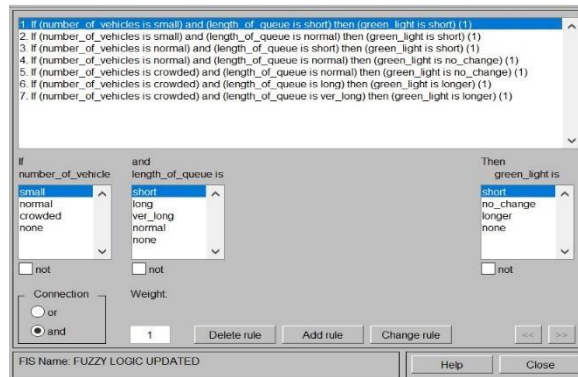 1. If (number_of_vehicles is small) and (length_of_queue is short) then (green_light is short) (1)
2. If (number_of_vehicles is small) and (length_of_queue is normal) then (green_light is short) (1)
3. If (number_of_vehicles is normal) and (length_of_queue is short) then (green_light is short) (1)
4. If (number_of_vehicles is normal) and (length_of_queue is normal) then (green_light is no_change) (1)
5. If (number_of_vehicles is crowded) and (length_of_queue is normal) then (green_light is no_change) (1)
6. If (number_of_vehicles is crowded) and (length_of_queue is long) then (green_light is longer) (1)
7. If (number_of_vehicles is crowded) and (length_of_queue is ver_long) then (green_light is longer) (1)
If
number_of_vehicle
small
normal
crowded
none
not
and
length_of_queue is
short
long
ver_long
normal
none
not
Then
green_light is
short
no_change
longer
none
not
Connection
or
and
Weight:
1
Delete rule
Add rule
Change rule
<<
>>
FIS Name: FUZZY LOGIC UPDATED
Help
Close